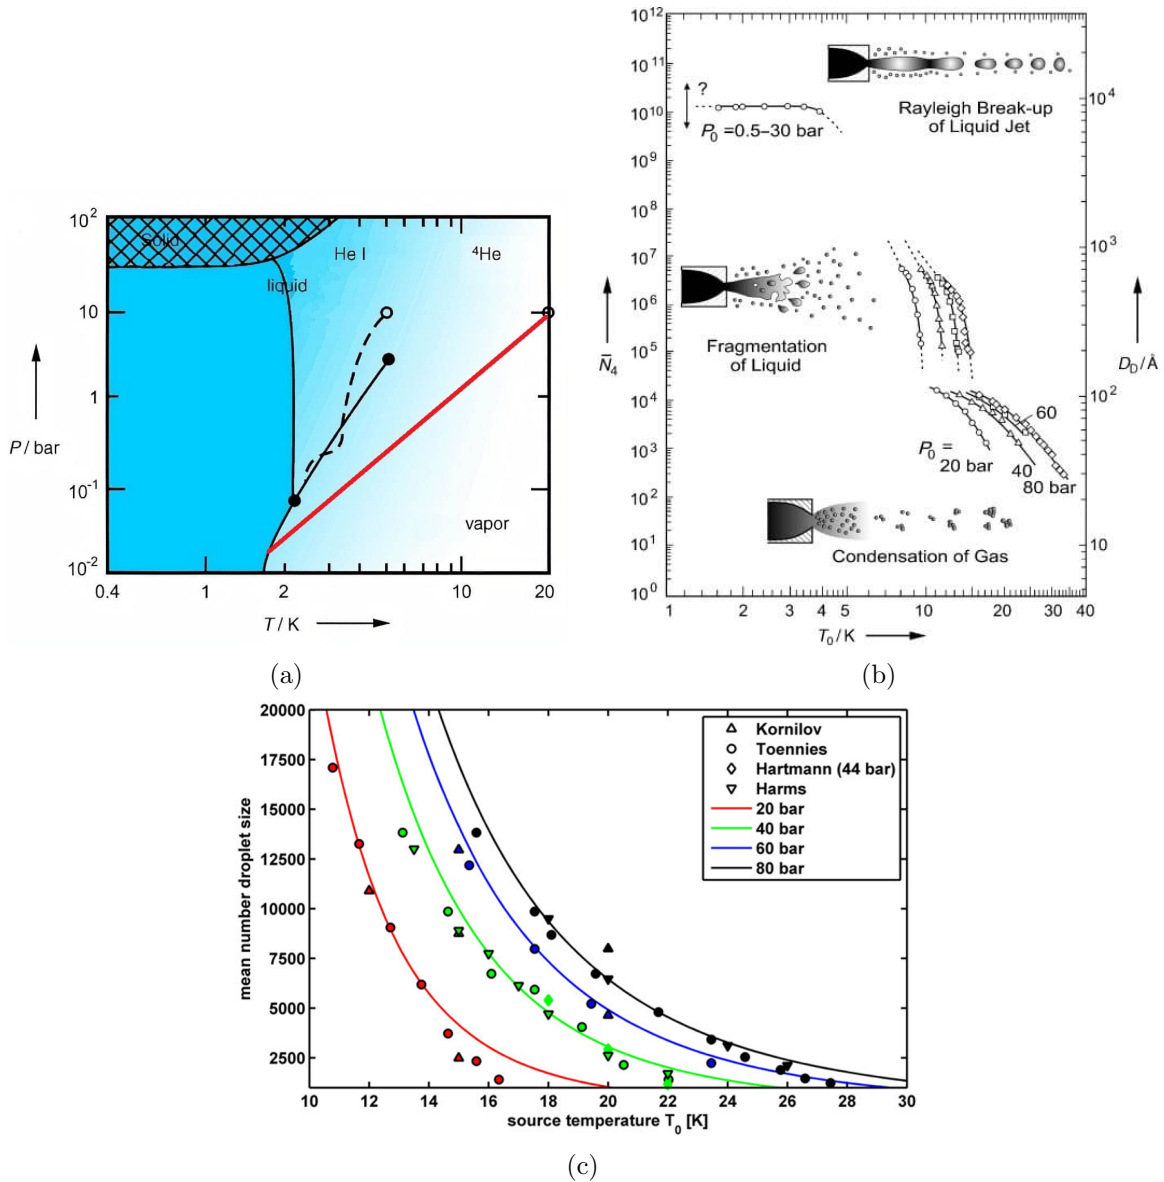 10²
10
1
10⁻¹
10⁻²
P / bar
Solid
He I
⁴He
liquid
vapor
0.4
1
2
10
20
T / K
(a)
10¹²
10¹¹
10¹⁰
10⁹
10⁸
10⁷
10⁶
10⁵
10⁴
10³
10²
10¹
10⁰
N̅₄
?
P₀ =0.5–30 bar
Rayleigh Break-up
of Liquid Jet
Fragmentation
of Liquid
P₀ =
20 bar
60
40
80 bar
Condensation of Gas
10⁴
10³
10²
10
D_D / Å
1
2
3
4
5
10
20
30
40
T₀ / K
(b)
20000
17500
15000
12500
10000
7500
5000
2500
mean number droplet size
Kornilov
Toennies
Hartmann (44 bar)
Harms
20 bar
40 bar
60 bar
80 bar
10
12
14
16
18
20
22
24
26
28
30
source temperature T₀ [K]
(c)